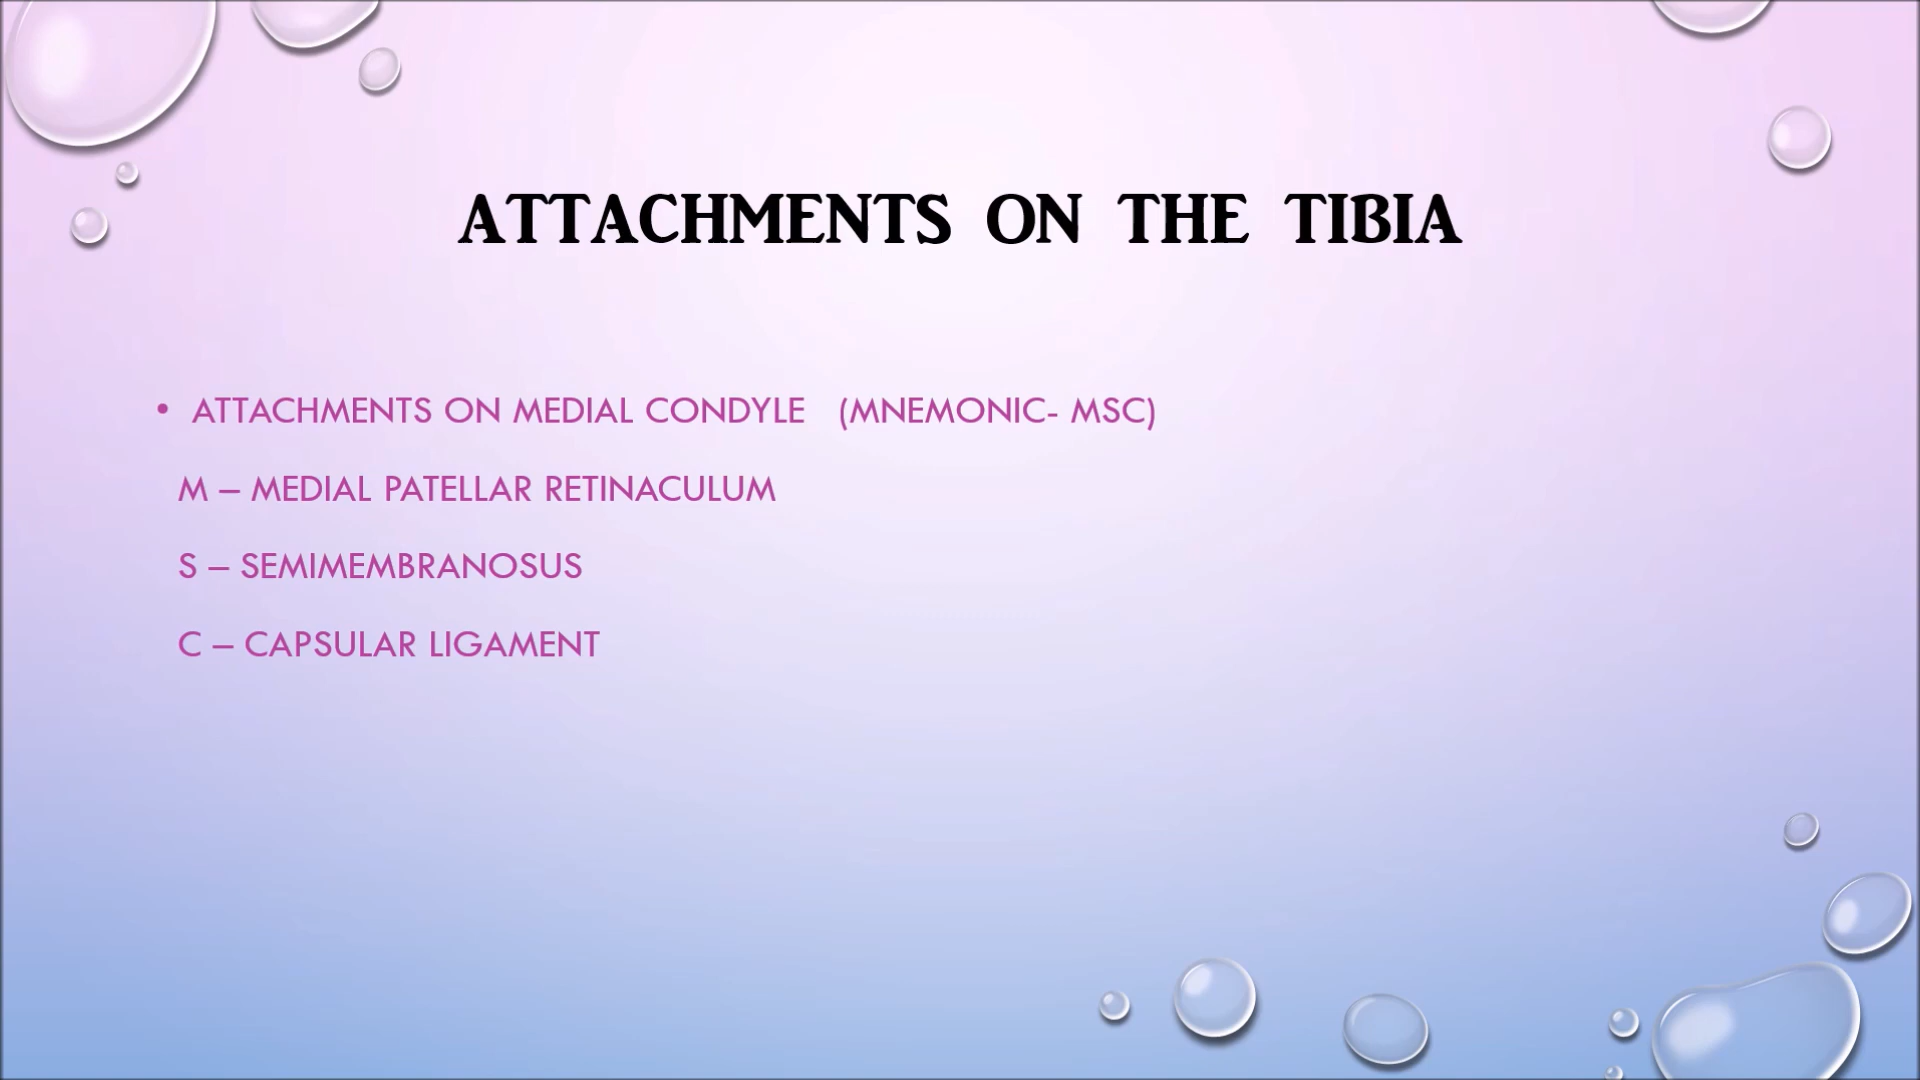 ATTACHMENTS ON THE TIBIA
• ATTACHMENTS ON MEDIAL CONDYLE (MNEMONIC- MSC)
M – MEDIAL PATELLAR RETINACULUM
S – SEMIMEMBRANOSUS
C – CAPSULAR LIGAMENT